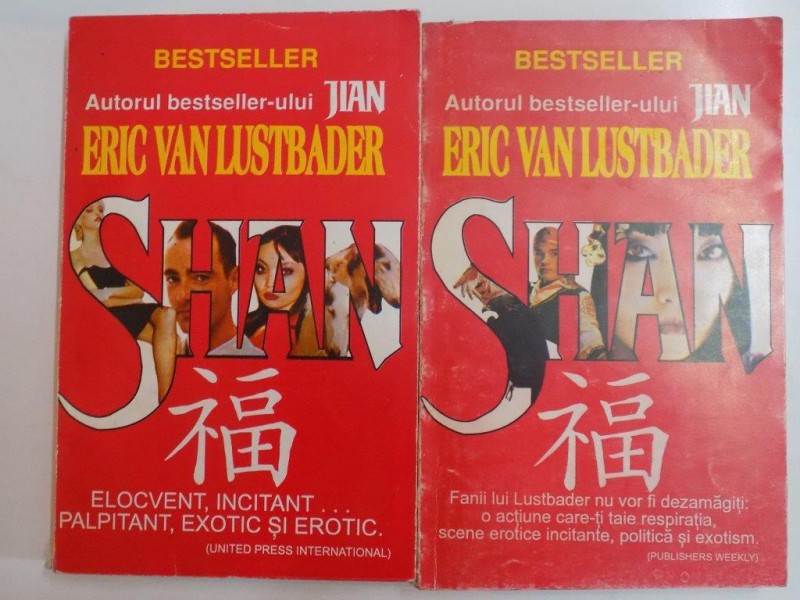 BESTSELLER
Autorul bestseller-ului JIAN
ERIC VAN LUSTBADER
SHAN
福
ELOCVENT, INCITANT . . .
PALPITANT, EXOTIC ȘI EROTIC.
(UNITED PRESS INTERNATIONAL)
BESTSELLER
Autorul bestseller-ului JIAN
ERIC VAN LUSTBADER
SHAN
福
Fanii lui Lustbader nu vor fi dezamăgiți:
o acțiune care-ți taie respirația,
scene erotice incitante, politică și exotism.
(PUBLISHERS WEEKLY)